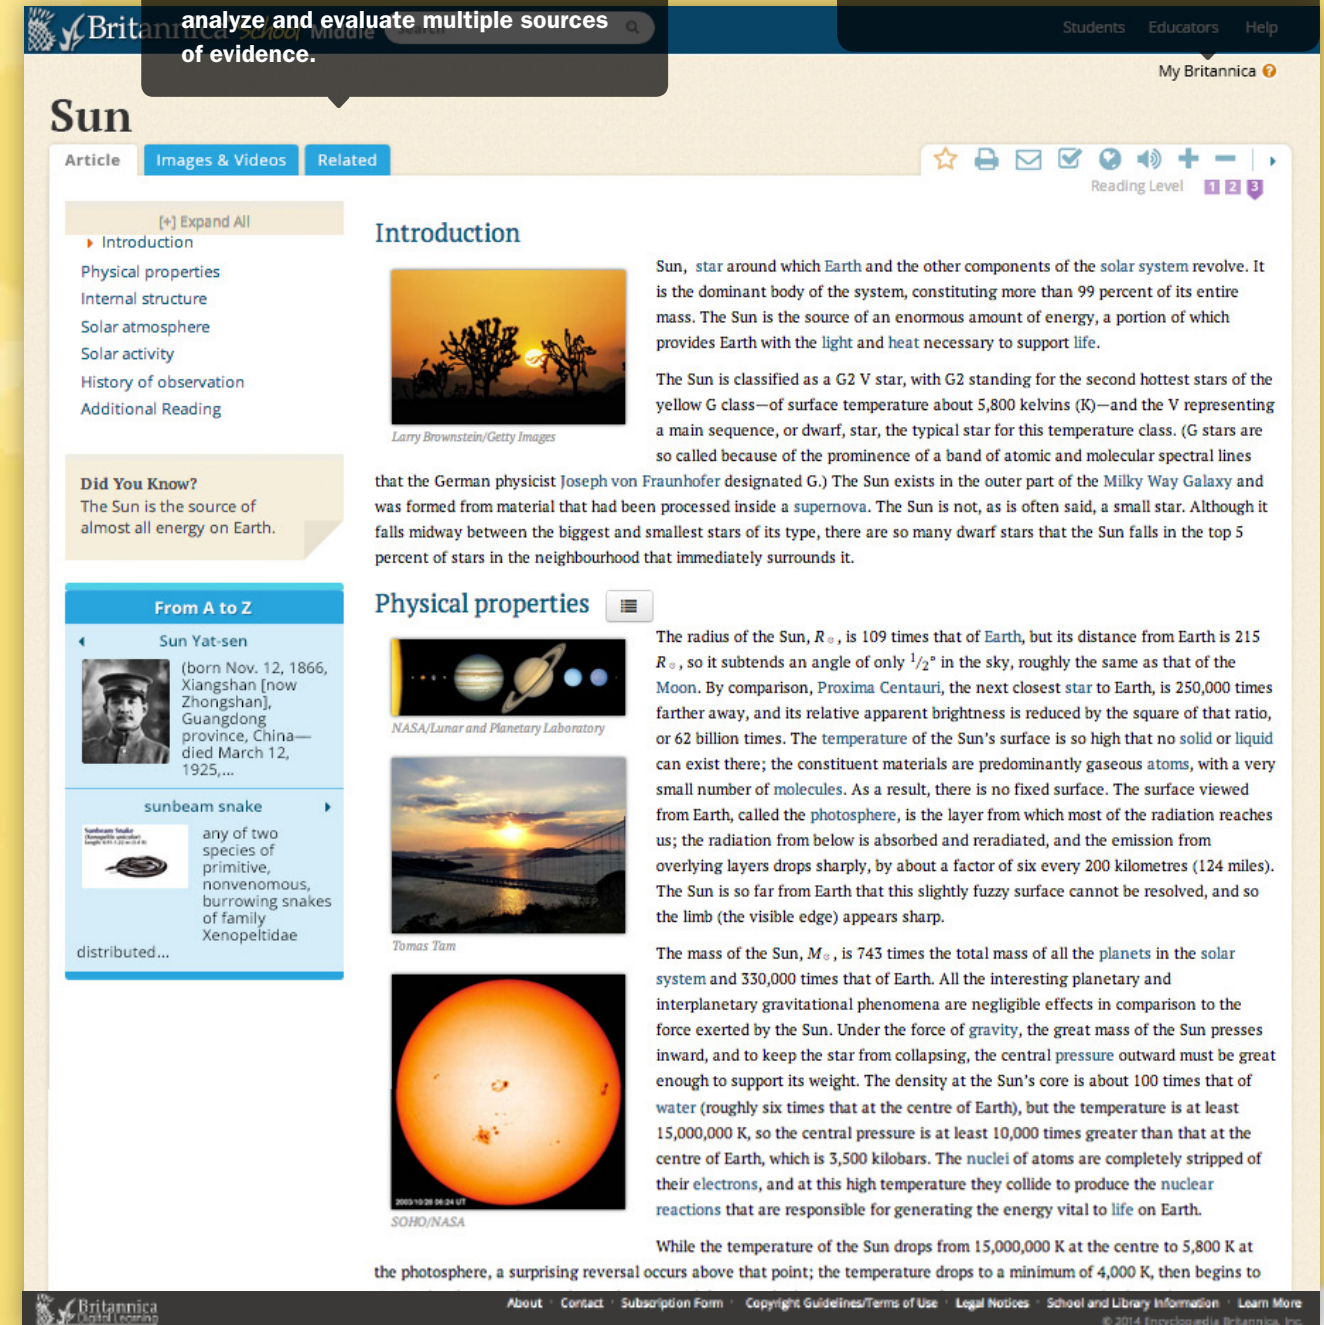 analyze and evaluate multiple sources
of evidence.
Britannica School Middle
Search
Students Educators Help
My Britannica ?
Sun
Article Images & Videos Related
Reading Level 1 2 3
[+] Expand All
Introduction
Physical properties
Internal structure
Solar atmosphere
Solar activity
History of observation
Additional Reading
Did You Know?
The Sun is the source of
almost all energy on Earth.
From A to Z
Sun Yat-sen
(born Nov. 12, 1866,
Xiangshan [now
Zhongshan],
Guangdong
province, China—
died March 12,
1925,...
sunbeam snake
Sunbeam Snake
any of two
species of
primitive,
nonvenomous,
burrowing snakes
of family
Xenopeltidae
distributed...
Introduction
Larry Brownstein/Getty Images
Sun, star around which Earth and the other components of the solar system revolve. It
is the dominant body of the system, constituting more than 99 percent of its entire
mass. The Sun is the source of an enormous amount of energy, a portion of which
provides Earth with the light and heat necessary to support life.
The Sun is classified as a G2 V star, with G2 standing for the second hottest stars of the
yellow G class—of surface temperature about 5,800 kelvins (K)—and the V representing
a main sequence, or dwarf, star, the typical star for this temperature class. (G stars are
so called because of the prominence of a band of atomic and molecular spectral lines
that the German physicist Joseph von Fraunhofer designated G.) The Sun exists in the outer part of the Milky Way Galaxy and
was formed from material that had been processed inside a supernova. The Sun is not, as is often said, a small star. Although it
falls midway between the biggest and smallest stars of its type, there are so many dwarf stars that the Sun falls in the top 5
percent of stars in the neighbourhood that immediately surrounds it.
Physical properties
NASA/Lunar and Planetary Laboratory
Tomas Tam
2003/10/28 06:24 UT
SOHO/NASA
The radius of the Sun, R☉, is 109 times that of Earth, but its distance from Earth is 215
R☉, so it subtends an angle of only 1/2° in the sky, roughly the same as that of the
Moon. By comparison, Proxima Centauri, the next closest star to Earth, is 250,000 times
farther away, and its relative apparent brightness is reduced by the square of that ratio,
or 62 billion times. The temperature of the Sun's surface is so high that no solid or liquid
can exist there; the constituent materials are predominantly gaseous atoms, with a very
small number of molecules. As a result, there is no fixed surface. The surface viewed
from Earth, called the photosphere, is the layer from which most of the radiation reaches
us; the radiation from below is absorbed and reradiated, and the emission from
overlying layers drops sharply, by about a factor of six every 200 kilometres (124 miles).
The Sun is so far from Earth that this slightly fuzzy surface cannot be resolved, and so
the limb (the visible edge) appears sharp.
The mass of the Sun, M☉, is 743 times the total mass of all the planets in the solar
system and 330,000 times that of Earth. All the interesting planetary and
interplanetary gravitational phenomena are negligible effects in comparison to the
force exerted by the Sun. Under the force of gravity, the great mass of the Sun presses
inward, and to keep the star from collapsing, the central pressure outward must be great
enough to support its weight. The density at the Sun's core is about 100 times that of
water (roughly six times that at the centre of Earth), but the temperature is at least
15,000,000 K, so the central pressure is at least 10,000 times greater than that at the
centre of Earth, which is 3,500 kilobars. The nuclei of atoms are completely stripped of
their electrons, and at this high temperature they collide to produce the nuclear
reactions that are responsible for generating the energy vital to life on Earth.
While the temperature of the Sun drops from 15,000,000 K at the centre to 5,800 K at
the photosphere, a surprising reversal occurs above that point; the temperature drops to a minimum of 4,000 K, then begins to
Britannica
Digital Learning
About Contact Subscription Form Copyright Guidelines/Terms of Use Legal Notices School and Library Information Learn More
© 2014 Encyclopædia Britannica, Inc.